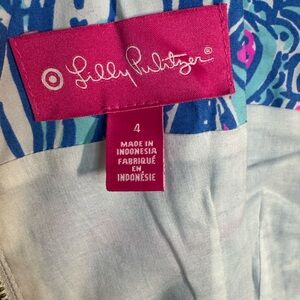 Lilly Pulitzer®
4
MADE IN
INDONESIA
FABRIQUÉ
EN
INDONÉSIE